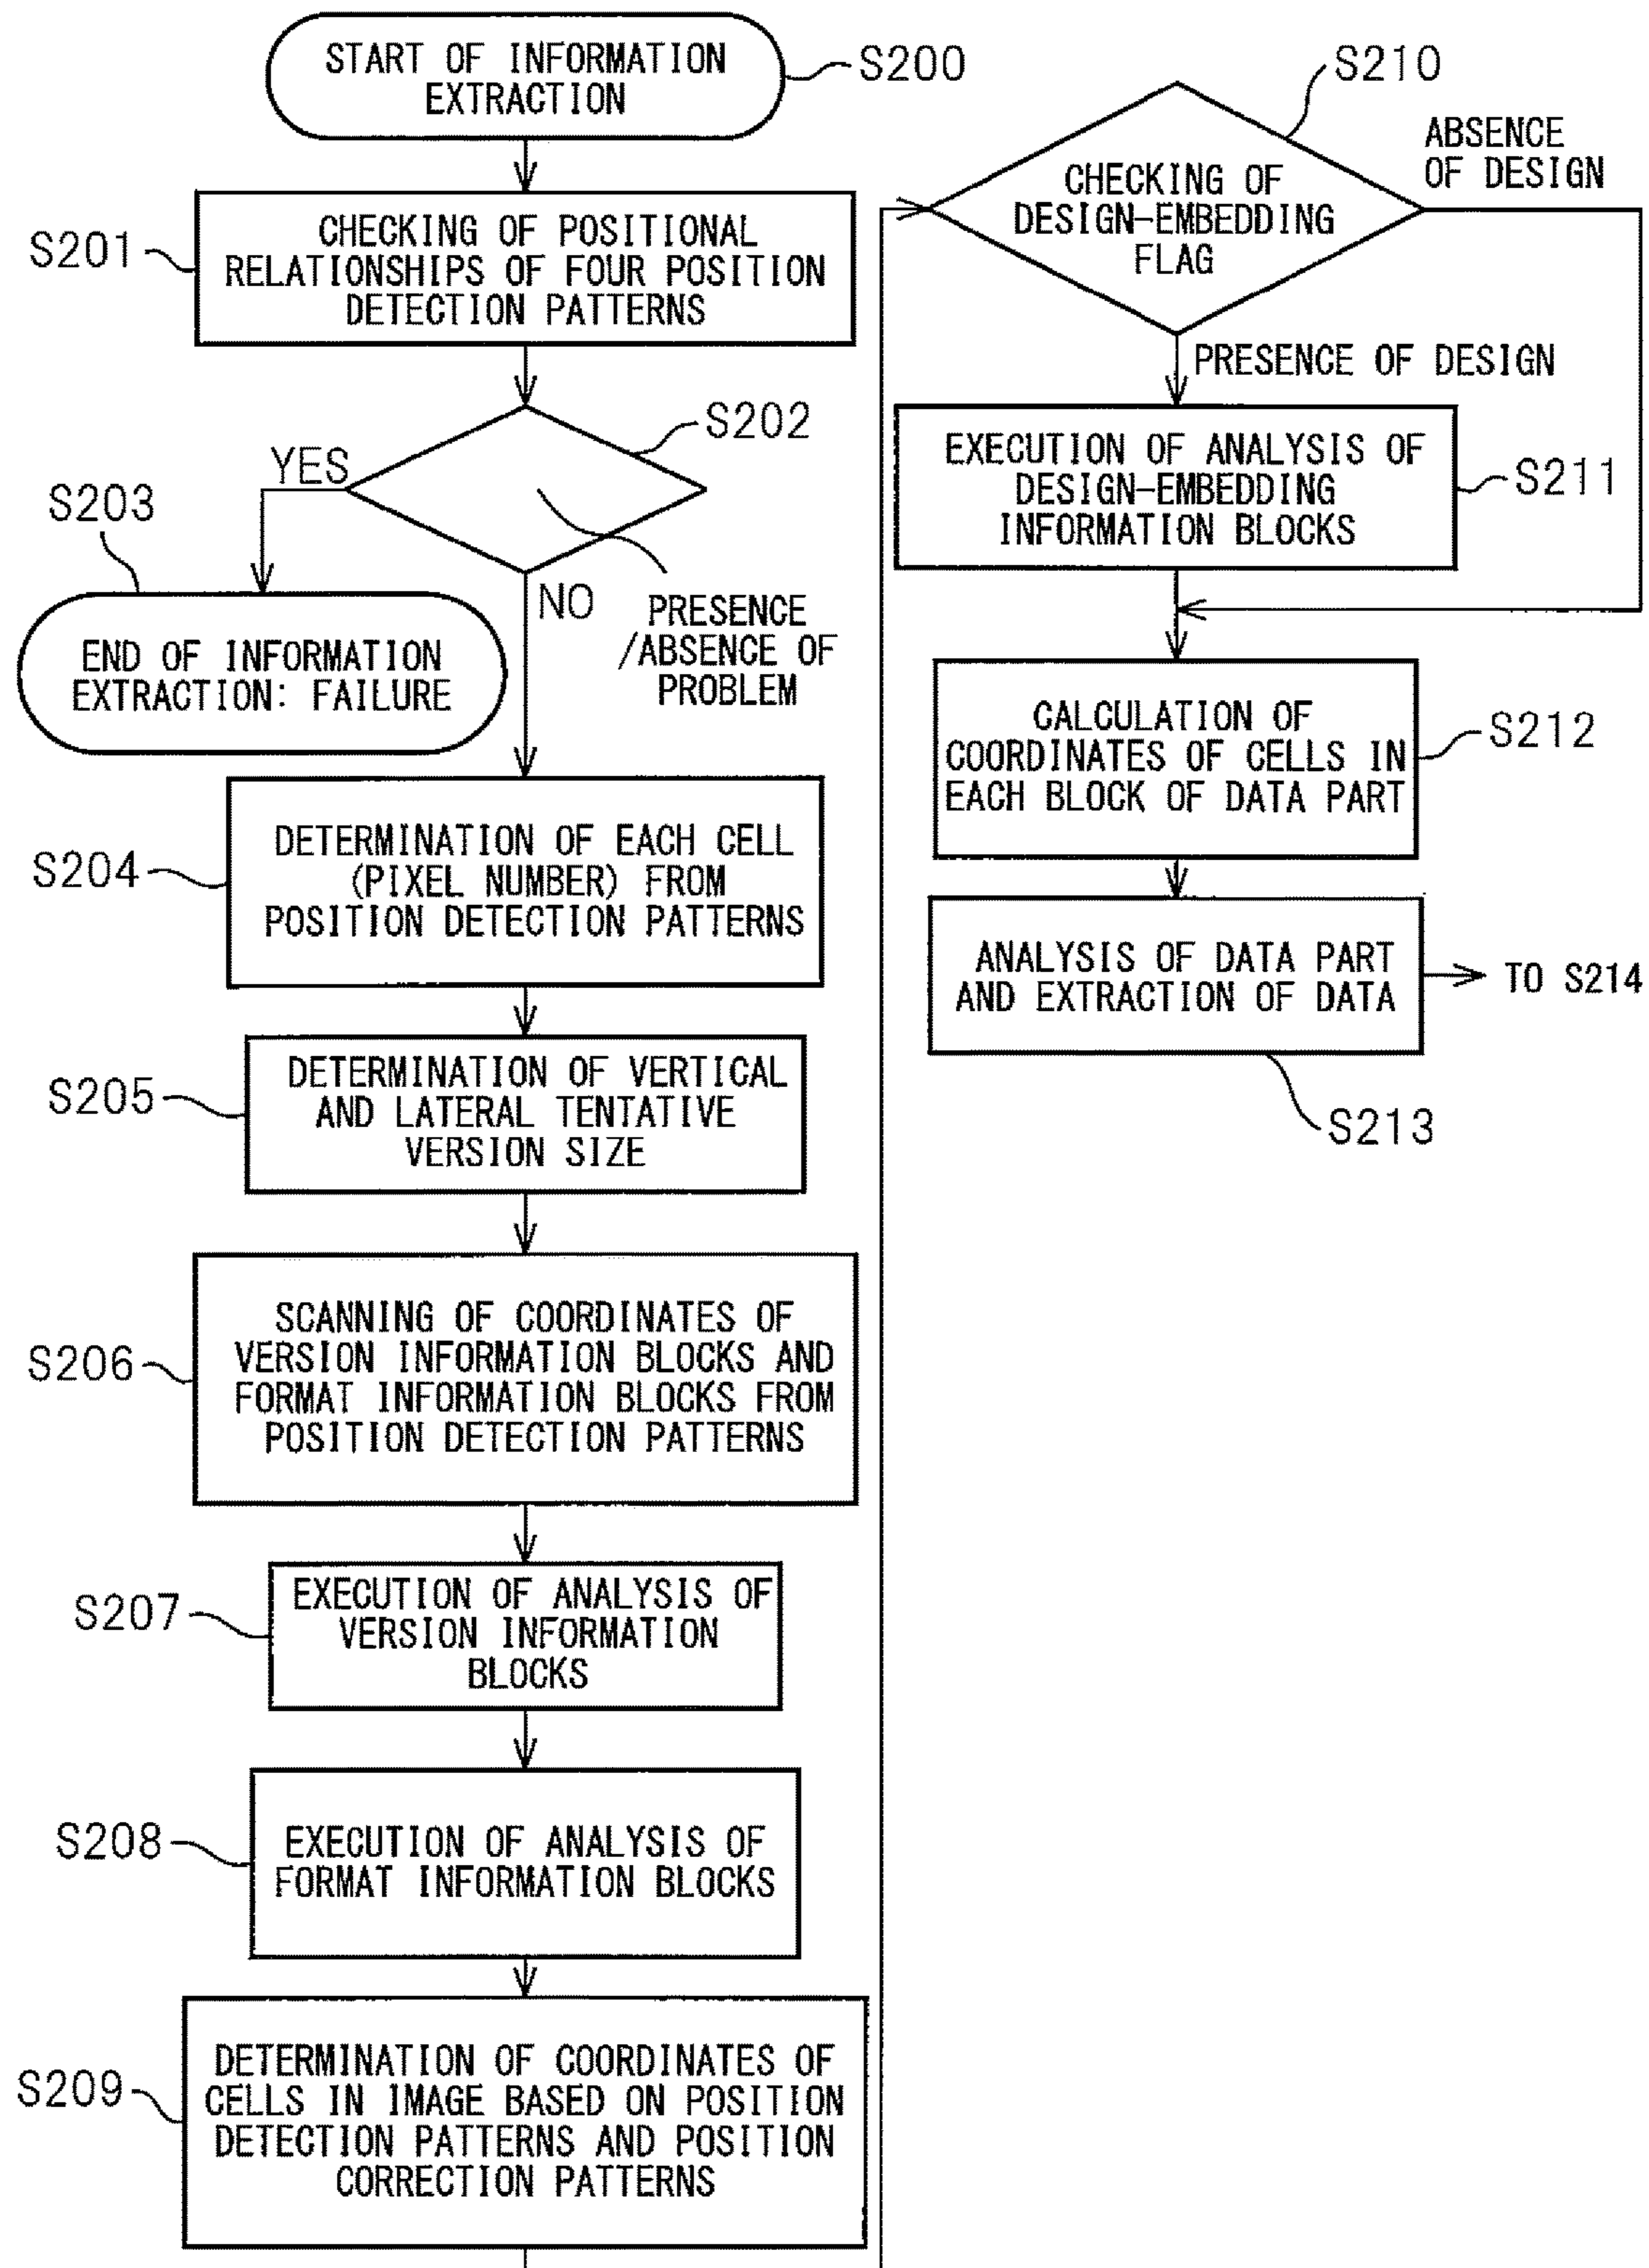 START OF INFORMATION
EXTRACTION
S200
S201
CHECKING OF POSITIONAL
RELATIONSHIPS OF FOUR POSITION
DETECTION PATTERNS
S202
YES
NO
PRESENCE
/ABSENCE OF
PROBLEM
S203
END OF INFORMATION
EXTRACTION: FAILURE
S204
DETERMINATION OF EACH CELL
(PIXEL NUMBER) FROM
POSITION DETECTION PATTERNS
S205
DETERMINATION OF VERTICAL
AND LATERAL TENTATIVE
VERSION SIZE
S206
SCANNING OF COORDINATES OF
VERSION INFORMATION BLOCKS AND
FORMAT INFORMATION BLOCKS FROM
POSITION DETECTION PATTERNS
S207
EXECUTION OF ANALYSIS OF
VERSION INFORMATION
BLOCKS
S208
EXECUTION OF ANALYSIS OF
FORMAT INFORMATION BLOCKS
S209
DETERMINATION OF COORDINATES OF
CELLS IN IMAGE BASED ON POSITION
DETECTION PATTERNS AND POSITION
CORRECTION PATTERNS
S210
CHECKING OF
DESIGN-EMBEDDING
FLAG
ABSENCE
OF DESIGN
PRESENCE OF DESIGN
EXECUTION OF ANALYSIS OF
DESIGN-EMBEDDING
INFORMATION BLOCKS
S211
CALCULATION OF
COORDINATES OF CELLS IN
EACH BLOCK OF DATA PART
S212
ANALYSIS OF DATA PART
AND EXTRACTION OF DATA
TO S214
S213